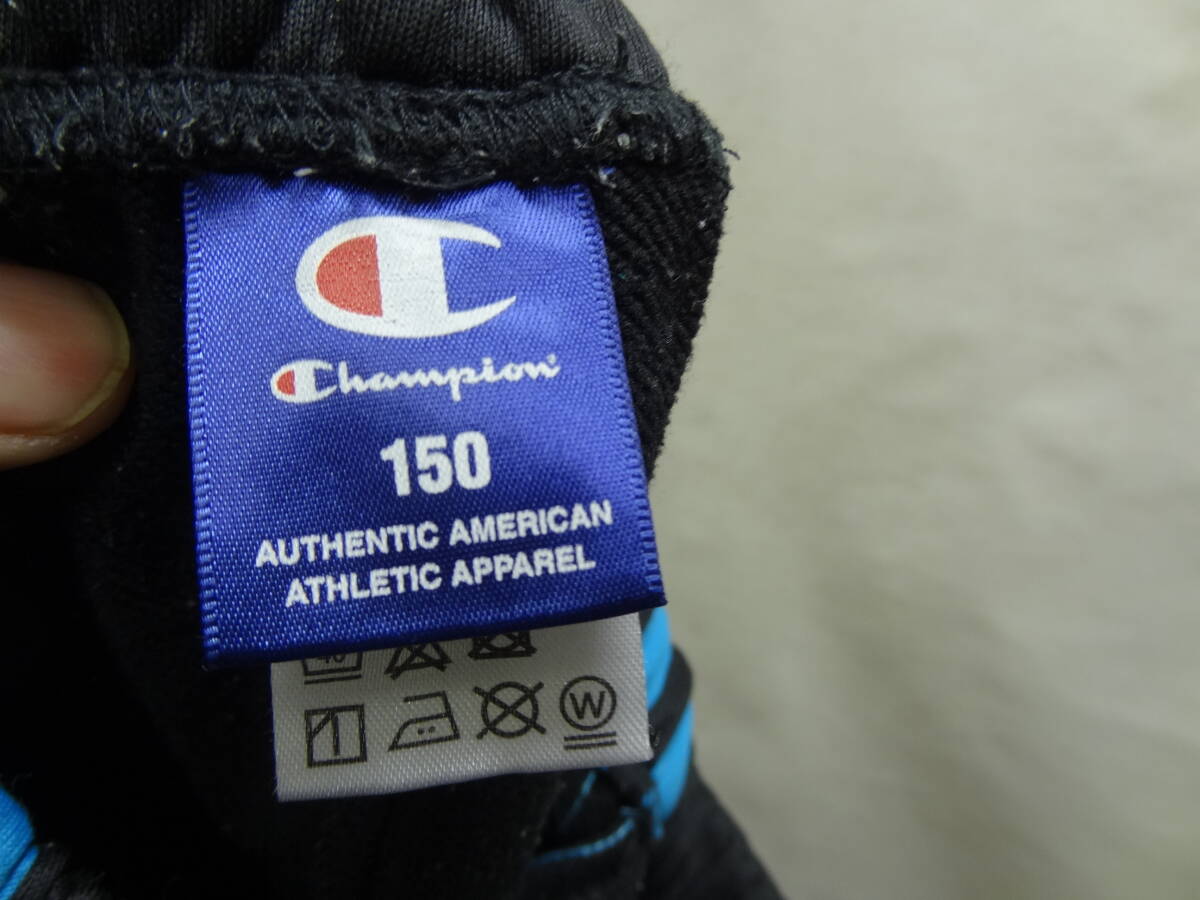 Champion
150
AUTHENTIC AMERICAN
ATHLETIC APPAREL
W